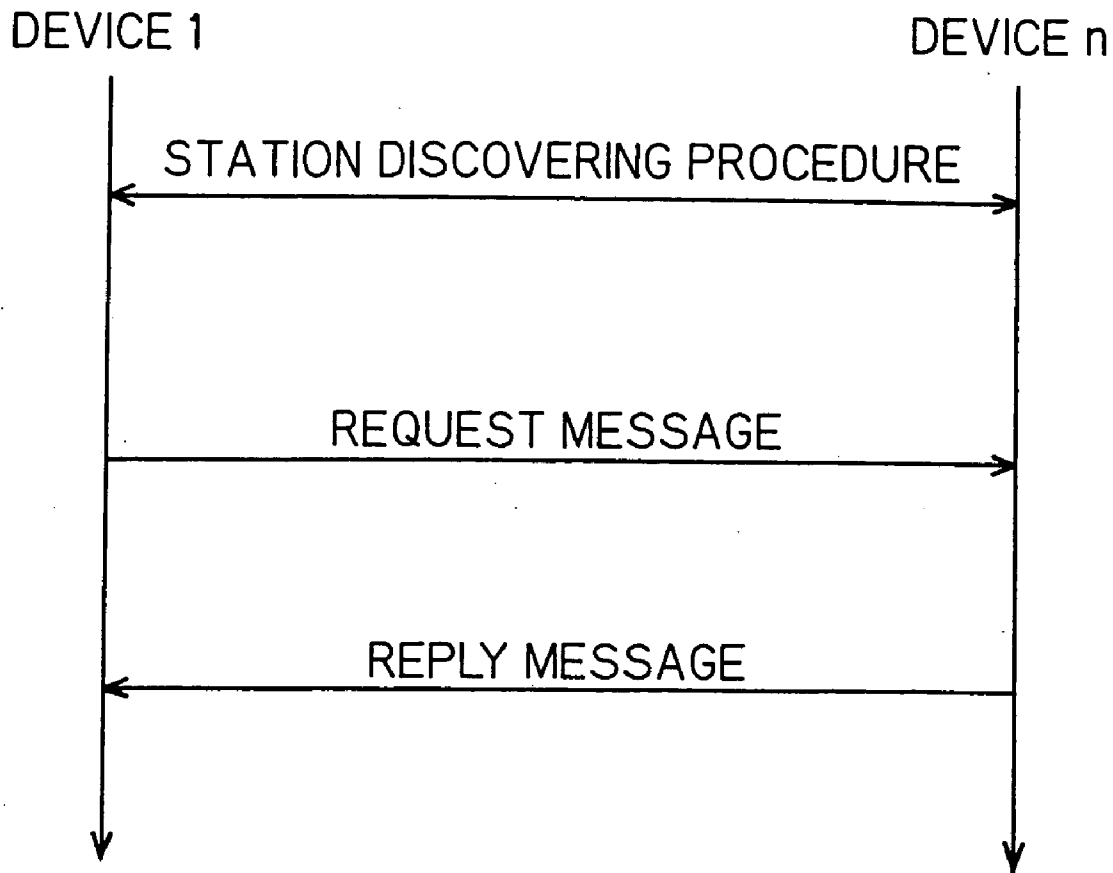 DEVICE 1
DEVICE n
STATION DISCOVERING PROCEDURE
REQUEST MESSAGE
REPLY MESSAGE